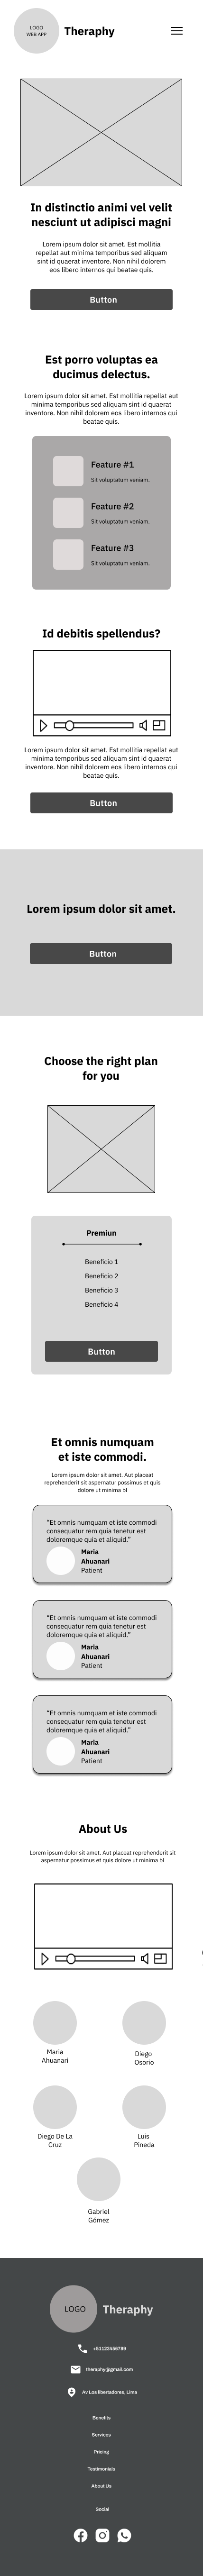 LOGO
WEB APP
Theraphy
In distinctio animi vel velit
nesciunt ut adipisci magni
Lorem ipsum dolor sit amet. Est mollitia
repellat aut minima temporibus sed aliquam
sint id quaerat inventore. Non nihil dolorem
eos libero internos qui beatae quis.
Button
Est porro voluptas ea
ducimus delectus.
Lorem ipsum dolor sit amet. Est mollitia repellat aut
minima temporibus sed aliquam sint id quaerat
inventore. Non nihil dolorem eos libero internos qui
beatae quis.
Feature #1
Sit voluptatum veniam.
Feature #2
Sit voluptatum veniam.
Feature #3
Sit voluptatum veniam.
Id debitis spellendus?
Lorem ipsum dolor sit amet. Est mollitia repellat aut
minima temporibus sed aliquam sint id quaerat
inventore. Non nihil dolorem eos libero internos qui
beatae quis.
Button
Lorem ipsum dolor sit amet.
Button
Choose the right plan
for you
Premiun
Beneficio 1
Beneficio 2
Beneficio 3
Beneficio 4
Button
Et omnis numquam
et iste commodi.
Lorem ipsum dolor sit amet. Aut placeat
reprehenderit sit aspernatur possimus et quis
dolore ut minima bl
“Et omnis numquam et iste commodi
consequatur rem quia tenetur est
doloremque quia et aliquid.”
Maria
Ahuanari
Patient
“Et omnis numquam et iste commodi
consequatur rem quia tenetur est
doloremque quia et aliquid.”
Maria
Ahuanari
Patient
“Et omnis numquam et iste commodi
consequatur rem quia tenetur est
doloremque quia et aliquid.”
Maria
Ahuanari
Patient
About Us
Lorem ipsum dolor sit amet. Aut placeat reprehenderit sit
aspernatur possimus et quis dolore ut minima bl
Maria
Ahuanari
Diego
Osorio
Diego De La
Cruz
Luis
Pineda
Gabriel
Gómez
LOGO
Theraphy
+51123456789
theraphy@gmail.com
Av Los libertadores, Lima
Benefits
Services
Pricing
Testimonials
About Us
Social